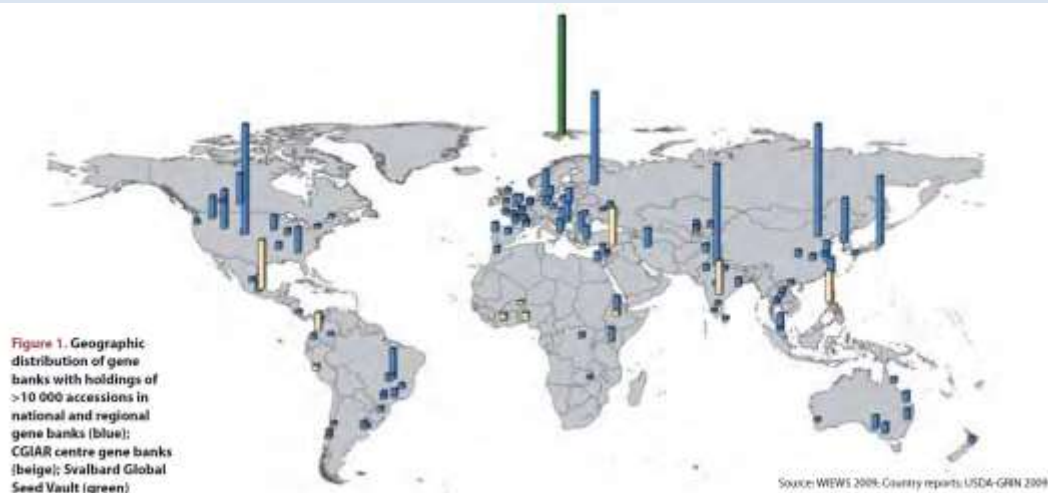 Figure 1. Geographic
distribution of gene
banks with holdings of
>10 000 accessions in
national and regional
gene banks (blue);
CGIAR centre gene banks
(beige); Svalbard Global
Seed Vault (green)
Source: WIEWS 2009; Country reports; USDA-GRIN 2009